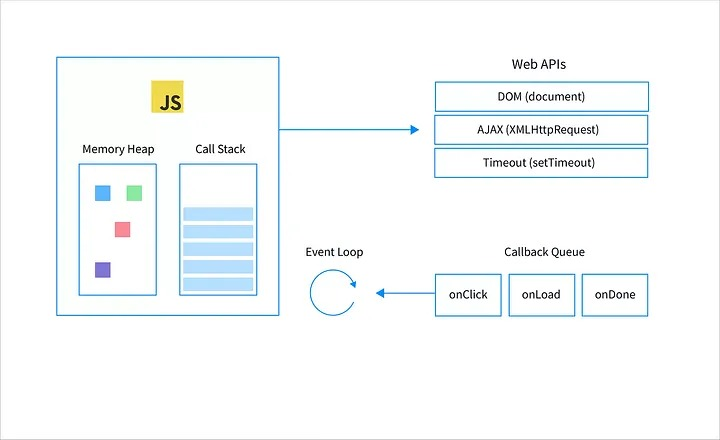 JS
Memory Heap
Call Stack
Web APIs
DOM (document)
AJAX (XMLHttpRequest)
Timeout (setTimeout)
Event Loop
Callback Queue
onClick
onLoad
onDone